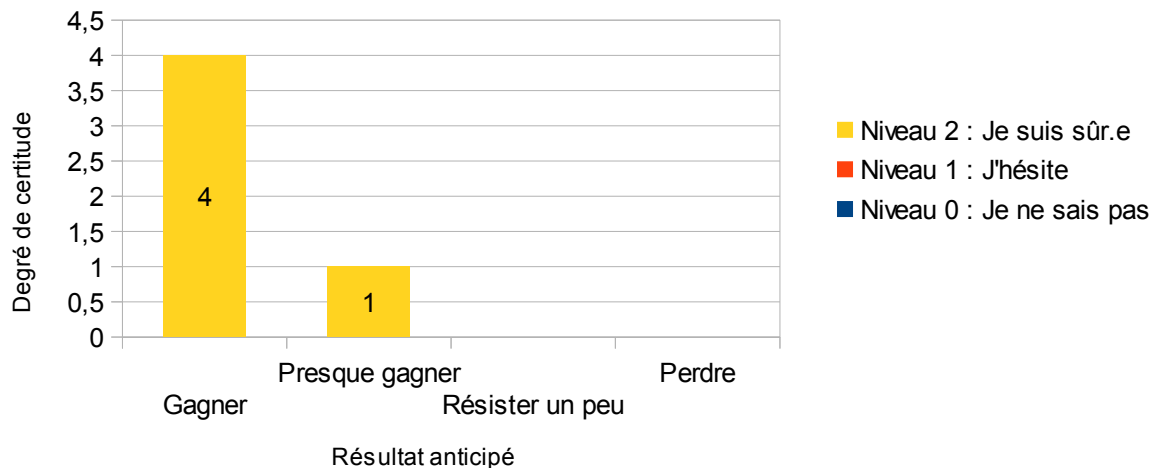 4,5
4
3,5
3
2,5
2
1,5
1
0,5
0
Degré de certitude
4
1
Presque gagner
Perdre
Gagner
Résister un peu
Résultat anticipé
Niveau 2 : Je suis sûr.e
Niveau 1 : J'hésite
Niveau 0 : Je ne sais pas